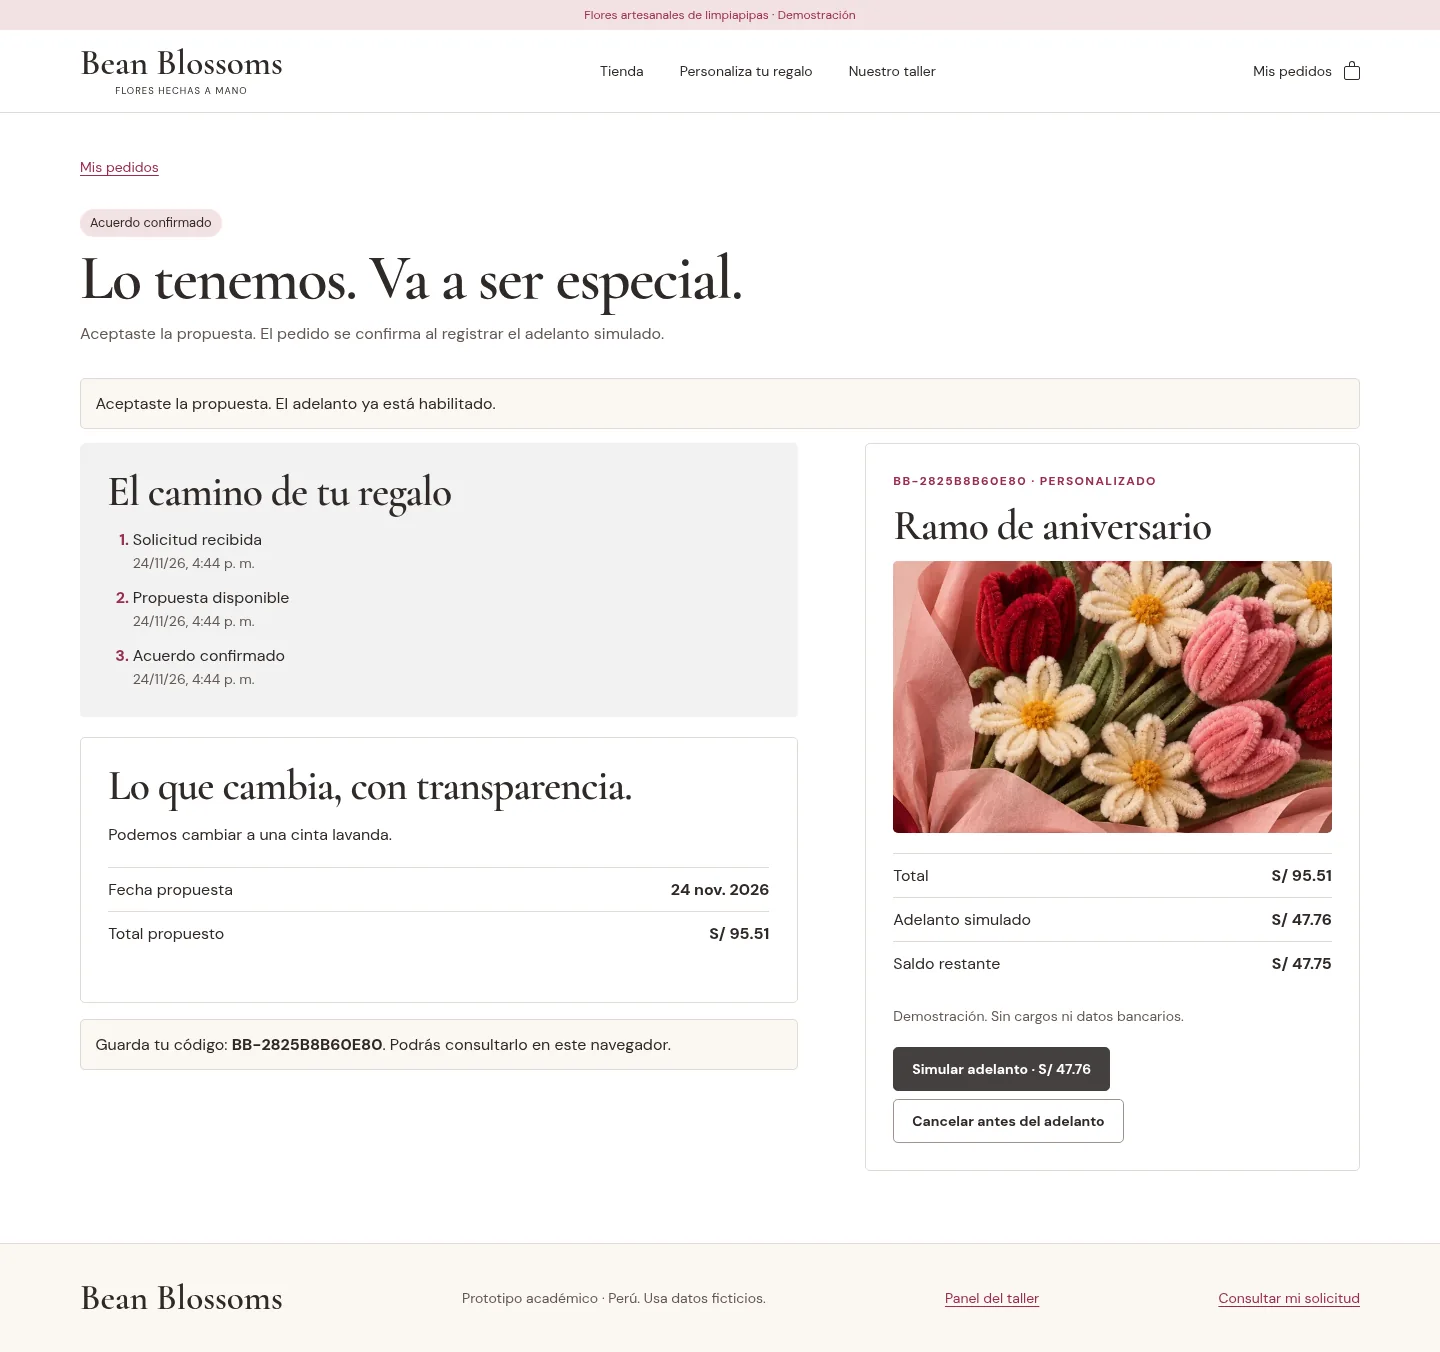 Flores artesanales de limpiapipas · Demostración
Bean Blossoms
FLORES HECHAS A MANO
Tienda
Personaliza tu regalo
Nuestro taller
Mis pedidos
Mis pedidos
Acuerdo confirmado
Lo tenemos. Va a ser especial.
Aceptaste la propuesta. El pedido se confirma al registrar el adelanto simulado.
Aceptaste la propuesta. El adelanto ya está habilitado.
El camino de tu regalo
1. Solicitud recibida
24/11/26, 4:44 p. m.
2. Propuesta disponible
24/11/26, 4:44 p. m.
3. Acuerdo confirmado
24/11/26, 4:44 p. m.
Lo que cambia, con transparencia.
Podemos cambiar a una cinta lavanda.
Fecha propuesta 24 nov. 2026
Total propuesto S/ 95.51
Guarda tu código: BB-2825B8B60E80. Podrás consultarlo en este navegador.
BB-2825B8B60E80 · PERSONALIZADO
Ramo de aniversario
Total S/ 95.51
Adelanto simulado S/ 47.76
Saldo restante S/ 47.75
Demostración. Sin cargos ni datos bancarios.
Simular adelanto · S/ 47.76
Cancelar antes del adelanto
Bean Blossoms
Prototipo académico · Perú. Usa datos ficticios.
Panel del taller
Consultar mi solicitud